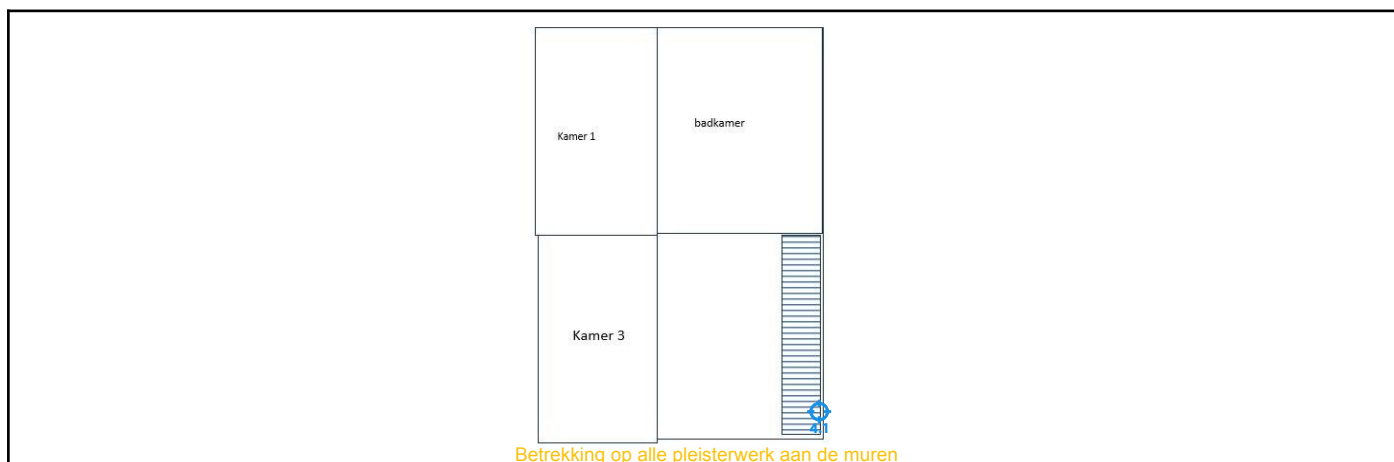 badkamer
Kamer 1
Kamer 3
4.1
Betrekking op alle pleisterwerk aan de muren